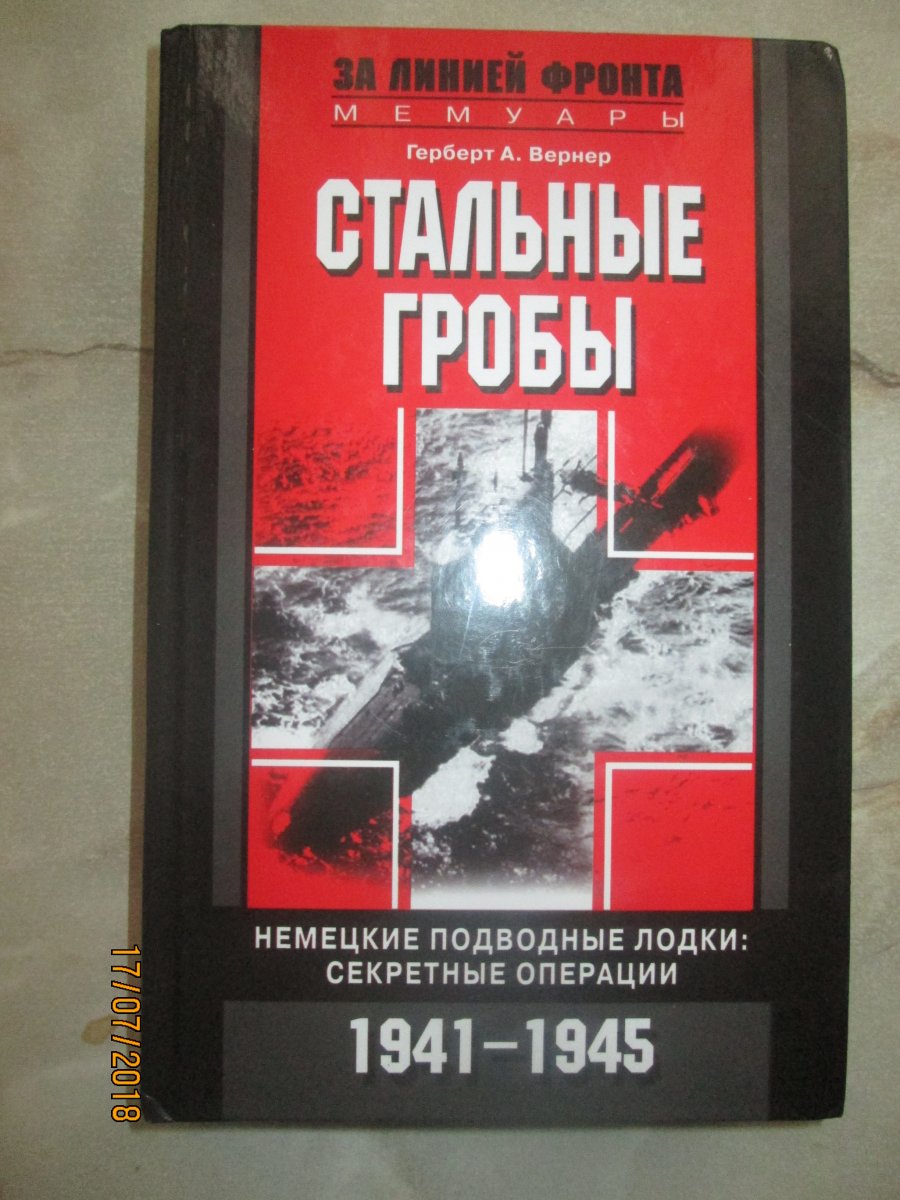 ЗА ЛИНИЕЙ ФРОНТА
МЕМУАРЫ
Герберт А. Вернер
СТАЛЬНЫЕ
ГРОБЫ
НЕМЕЦКИЕ ПОДВОДНЫЕ ЛОДКИ:
СЕКРЕТНЫЕ ОПЕРАЦИИ
1941–1945
17/07/2018